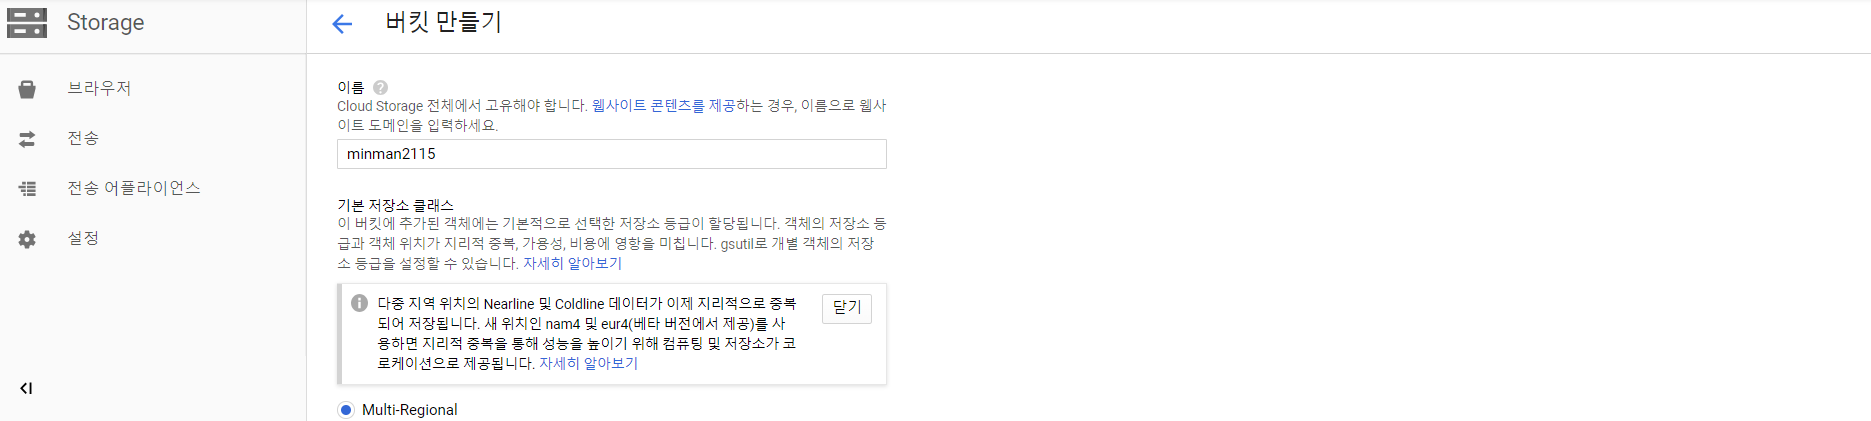 Storage
버킷 만들기
브라우저
전송
전송 어플라이언스
설정
이름
Cloud Storage 전체에서 고유해야 합니다. 웹사이트 콘텐츠를 제공하는 경우, 이름으로 웹사
이트 도메인을 입력하세요.
minman2115
기본 저장소 클래스
이 버킷에 추가된 객체에는 기본적으로 선택한 저장소 등급이 할당됩니다. 객체의 저장소 등
급과 객체 위치가 지리적 중복, 가용성, 비용에 영향을 미칩니다. gsutil로 개별 객체의 저장
소 등급을 설정할 수 있습니다. 자세히 알아보기
다중 지역 위치의 Nearline 및 Coldline 데이터가 이제 지리적으로 중복
되어 저장됩니다. 새 위치인 nam4 및 eur4(베타 버전에서 제공)를 사
용하면 지리적 중복을 통해 성능을 높이기 위해 컴퓨팅 및 저장소가 코
로케이션으로 제공됩니다. 자세히 알아보기
닫기
Multi-Regional